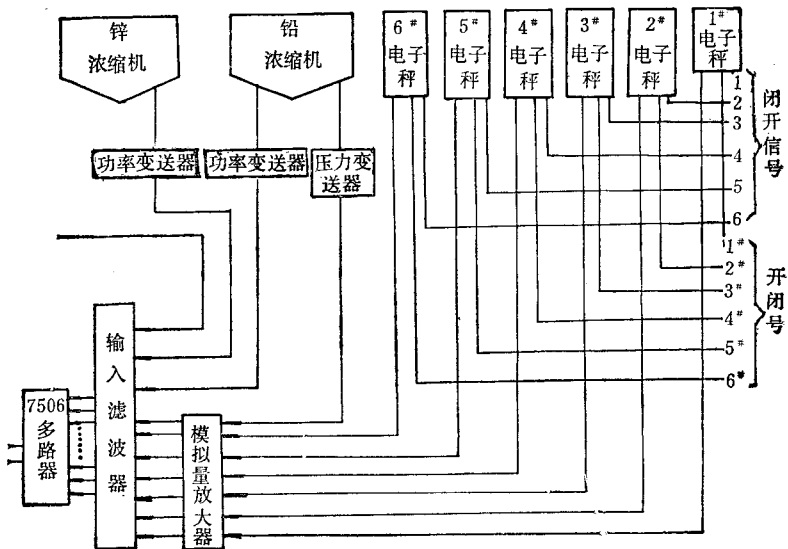 锌
浓缩机
铅
浓缩机
6#
电子
秤
5#
电子
秤
4#
电子
秤
3#
电子
秤
2#
电子
秤
1#
电子
秤
功率变送器
功率变送器
压力变
送器
1
2
3
4
5
6
闭开信号
1#
2#
3#
4#
5#
6#
开闭号
输入滤波器
7506
多路器
模拟量放大器